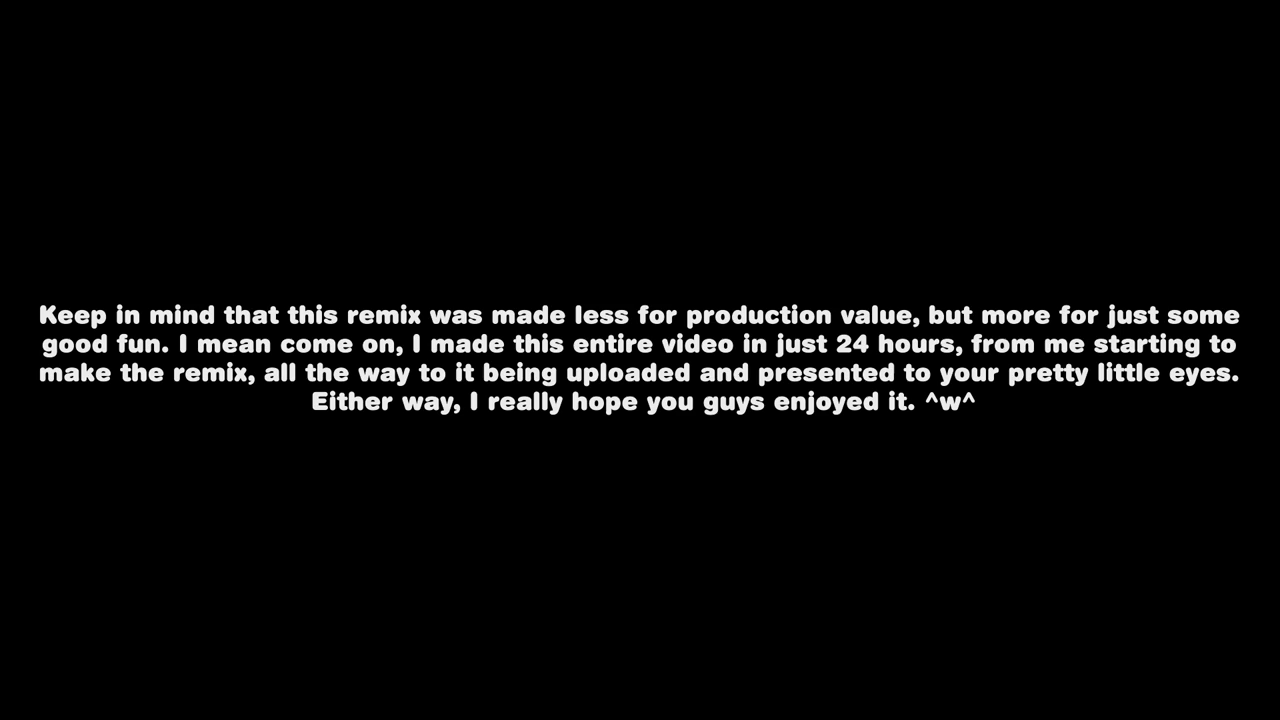 Keep in mind that this remix was made less for production value, but more for just some
good fun. I mean come on, I made this entire video in just 24 hours, from me starting to
make the remix, all the way to it being uploaded and presented to your pretty little eyes.
Either way, I really hope you guys enjoyed it. ^w^